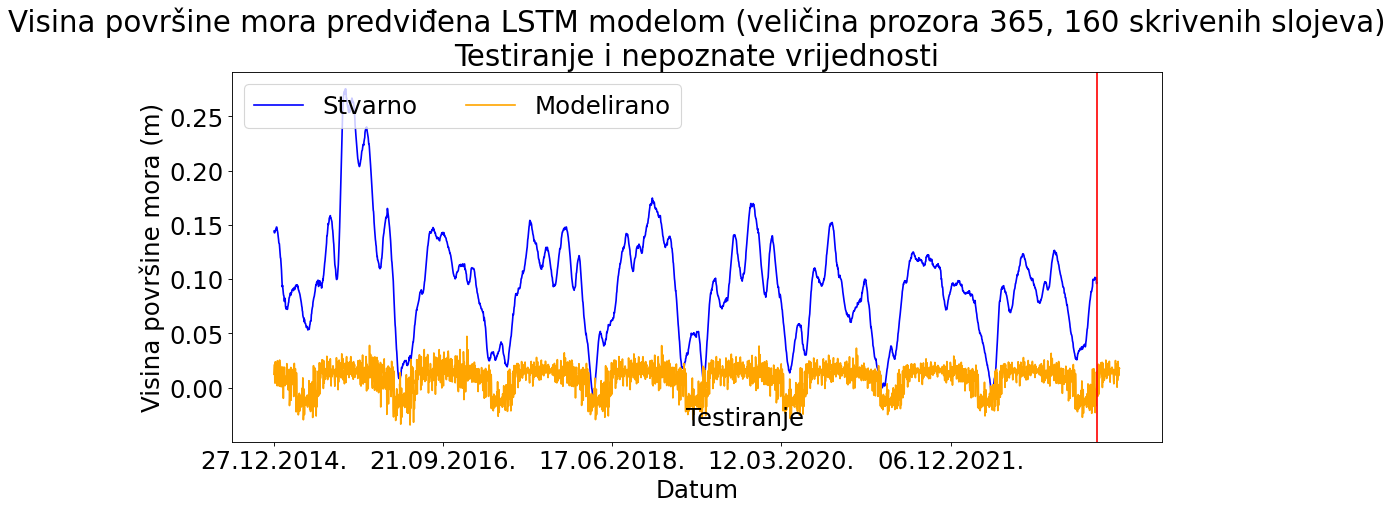 Visina površine mora predviđena LSTM modelom (veličina prozora 365, 160 skrivenih slojeva)
Testiranje i nepoznate vrijednosti
Stvarno
Modelirano
Visina površine mora (m)
0.25
0.20
0.15
0.10
0.05
0.00
Testiranje
27.12.2014.
21.09.2016.
17.06.2018.
12.03.2020.
06.12.2021.
Datum